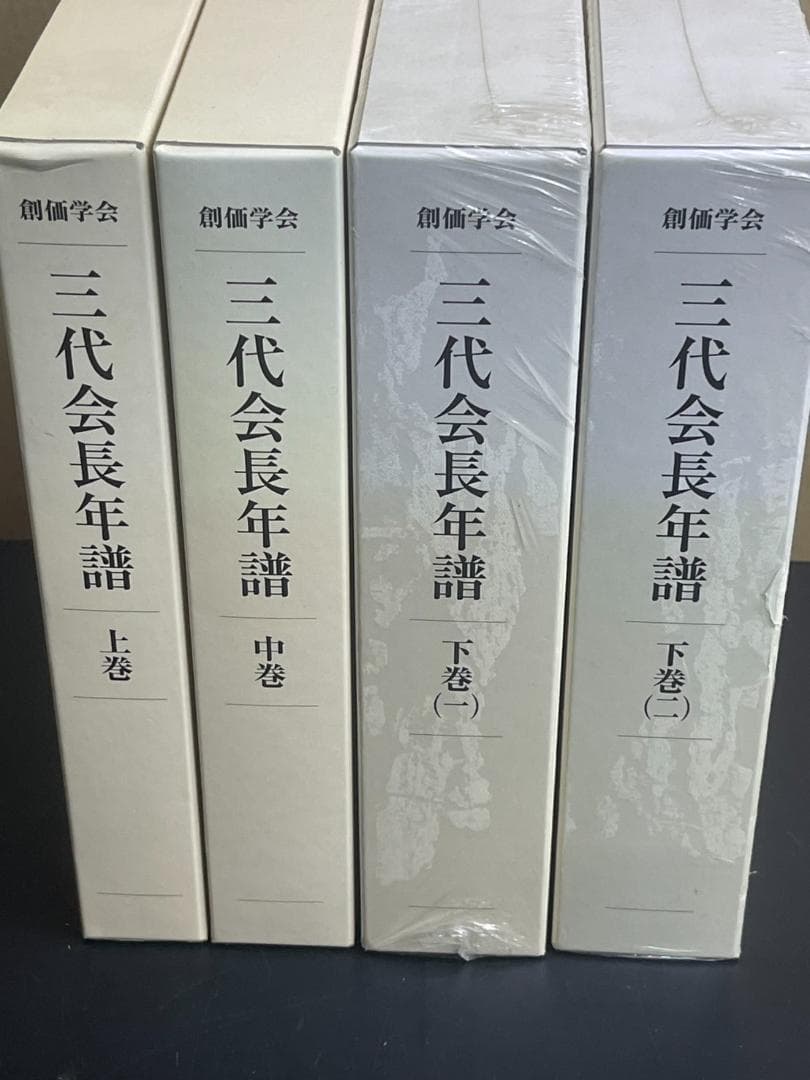 創価学会
三代会長年譜
上巻
創価学会
三代会長年譜
中巻
創価学会
三代会長年譜
下巻(一)
創価学会
三代会長年譜
下巻(二)